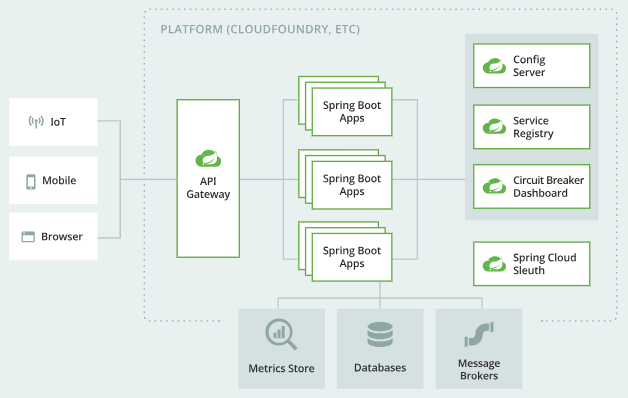 PLATFORM (CLOUDFOUNDRY, ETC)
IoT
Mobile
Browser
API
Gateway
Spring Boot
Apps
Spring Boot
Apps
Spring Boot
Apps
Config
Server
Service
Registry
Circuit Breaker
Dashboard
Spring Cloud
Sleuth
Metrics Store
Databases
Message
Brokers